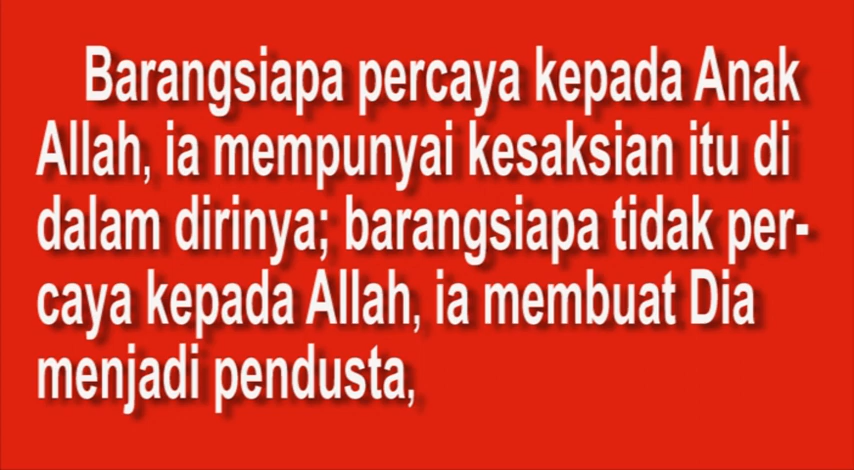 Barangsiapa percaya kepada Anak
Allah, ia mempunyai kesaksian itu di
dalam dirinya; barangsiapa tidak per-
caya kepada Allah, ia membuat Dia
menjadi pendusta,